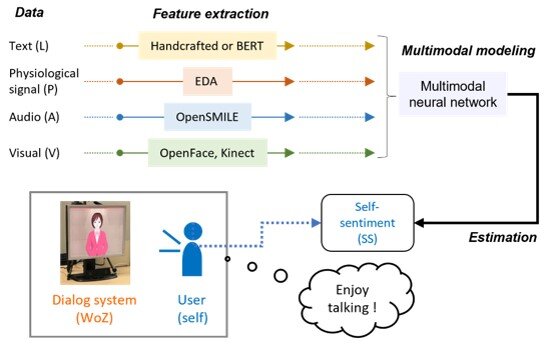 Data
Feature extraction
Text (L)
Handcrafted or BERT
Multimodal modeling
Physiological
signal (P)
EDA
Multimodal
neural network
Audio (A)
OpenSMILE
Visual (V)
OpenFace, Kinect
Self-
sentiment
(SS)
Estimation
Dialog system
(WoZ)
User
(self)
Enjoy
talking !